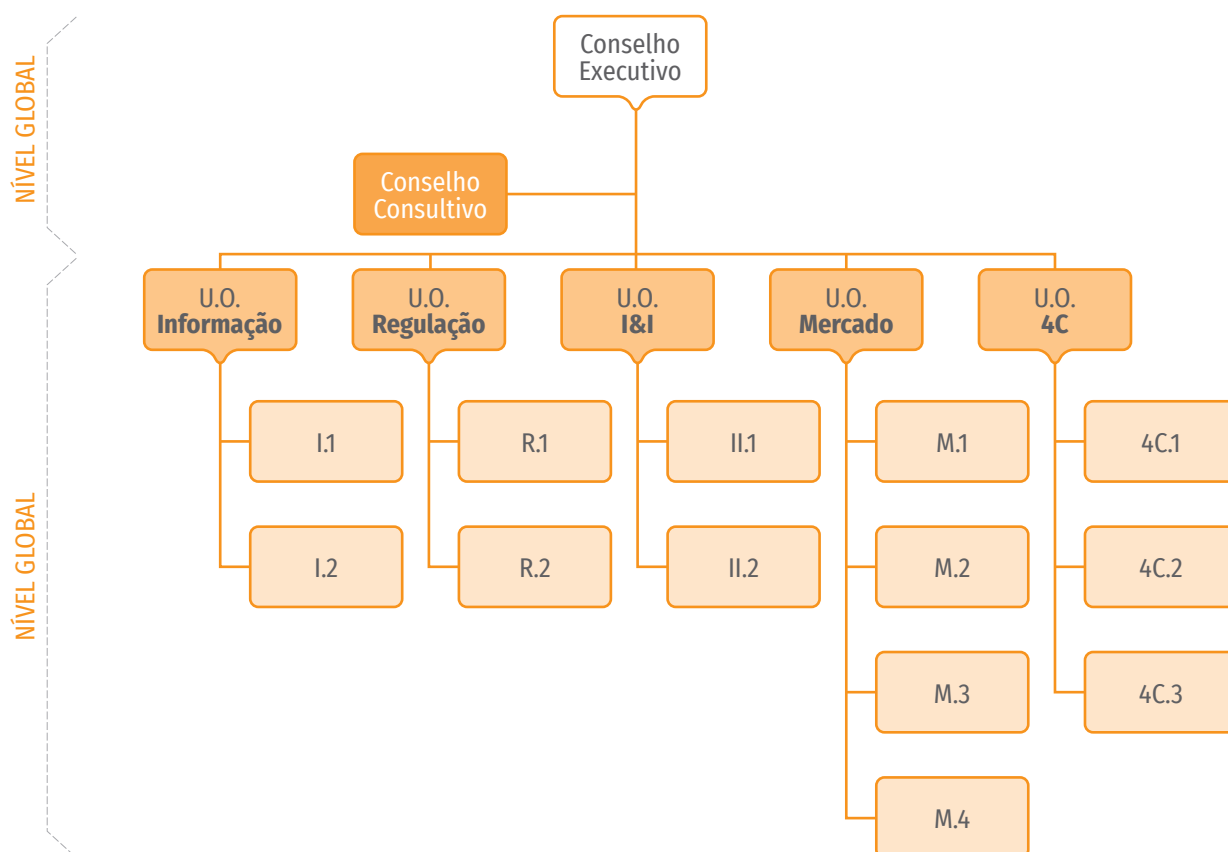 NÍVEL GLOBAL
Conselho
Executivo
Conselho
Consultivo
NÍVEL GLOBAL
U.O.
Informação
U.O.
Regulação
U.O.
I&I
U.O.
Mercado
U.O.
4C
I.1
R.1
II.1
M.1
4C.1
I.2
R.2
II.2
M.2
4C.2
M.3
4C.3
M.4